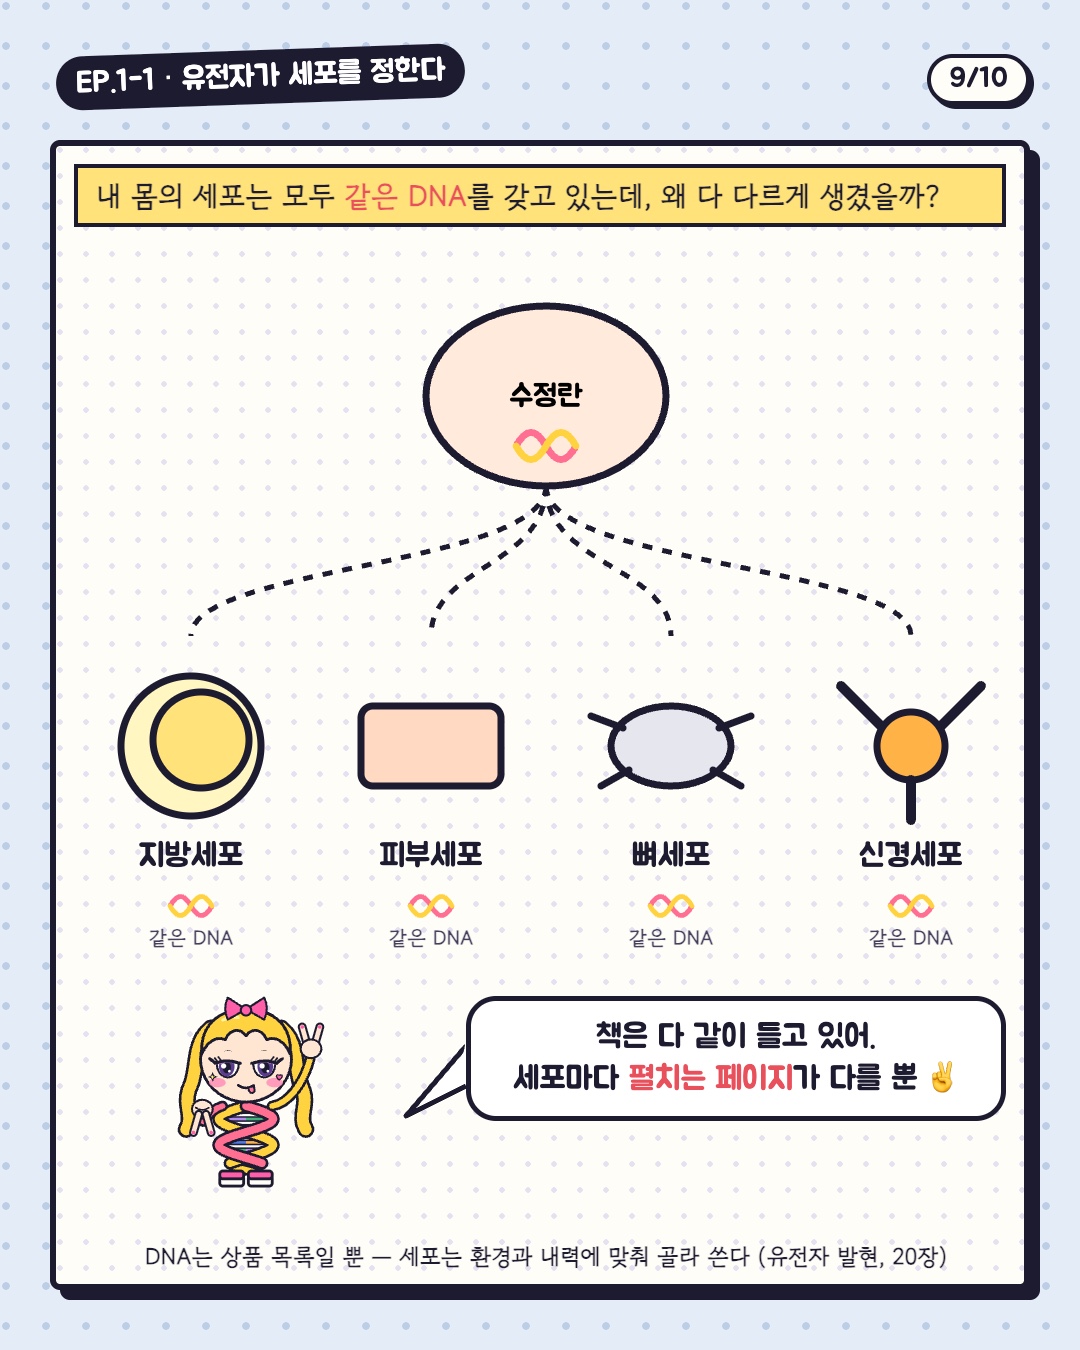 EP.1-1 · 유전자가 세포를 정한다
9/10
내 몸의 세포는 모두 같은 DNA를 갖고 있는데, 왜 다 다르게 생겼을까?
수정란
지방세포
피부세포
뼈세포
신경세포
같은 DNA
같은 DNA
같은 DNA
같은 DNA
책은 다 같이 들고 있어.
세포마다 펼치는 페이지가 다를 뿐 ✌️
DNA는 상품 목록일 뿐 — 세포는 환경과 내력에 맞춰 골라 쓴다 (유전자 발현, 20장)